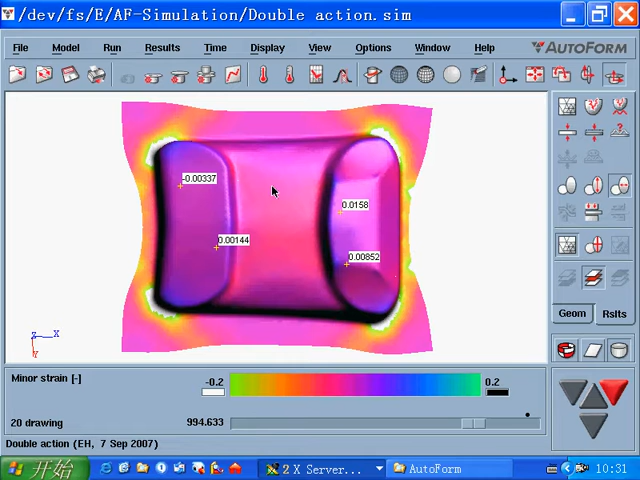 /dev/fs/E/AF-Simulation/Double action.sim
File Model Run Results Time Display View Options Window Help AUTOFORM
-0.00337
0.0158
0.00144
0.00852
Z X
Y
Geom Rslts
Minor strain [-] -0.2 0.2
20 drawing 994.633
Double action (EH, 7 Sep 2007)
开始 2 X Server... AutoForm 10:31